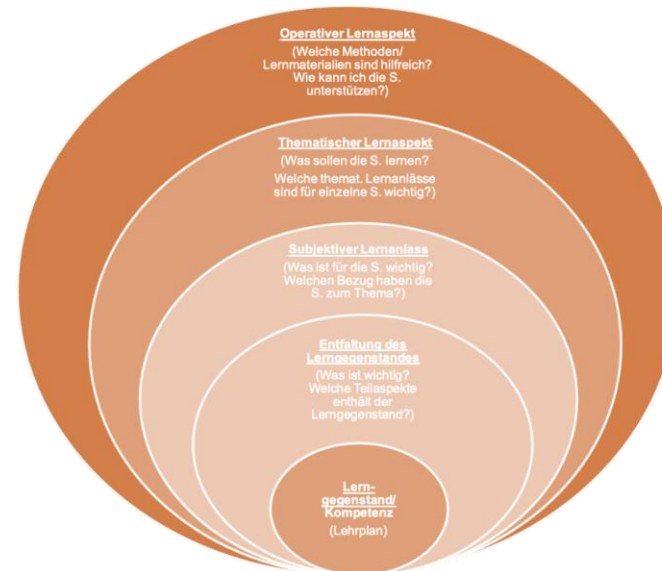 Operativer Lernaspekt
(Welche Methoden/
Lernmaterialien sind hilfreich?
Wie kann ich die S.
unterstützen?)
Thematischer Lernaspekt
(Was sollen die S. lernen?
Welche themat. Lernanlässe
sind für einzelne S. wichtig?)
Subjektiver Lernanlass
(Was ist für die S. wichtig?
Welchen Bezug haben die
S. zum Thema?)
Entfaltung des
Lerngegenstandes
(Was ist wichtig?
Welche Teilaspekte
enthält der
Lerngegenstand?)
Lern-
gegenstand/
Kompetenz
(Lehrplan)